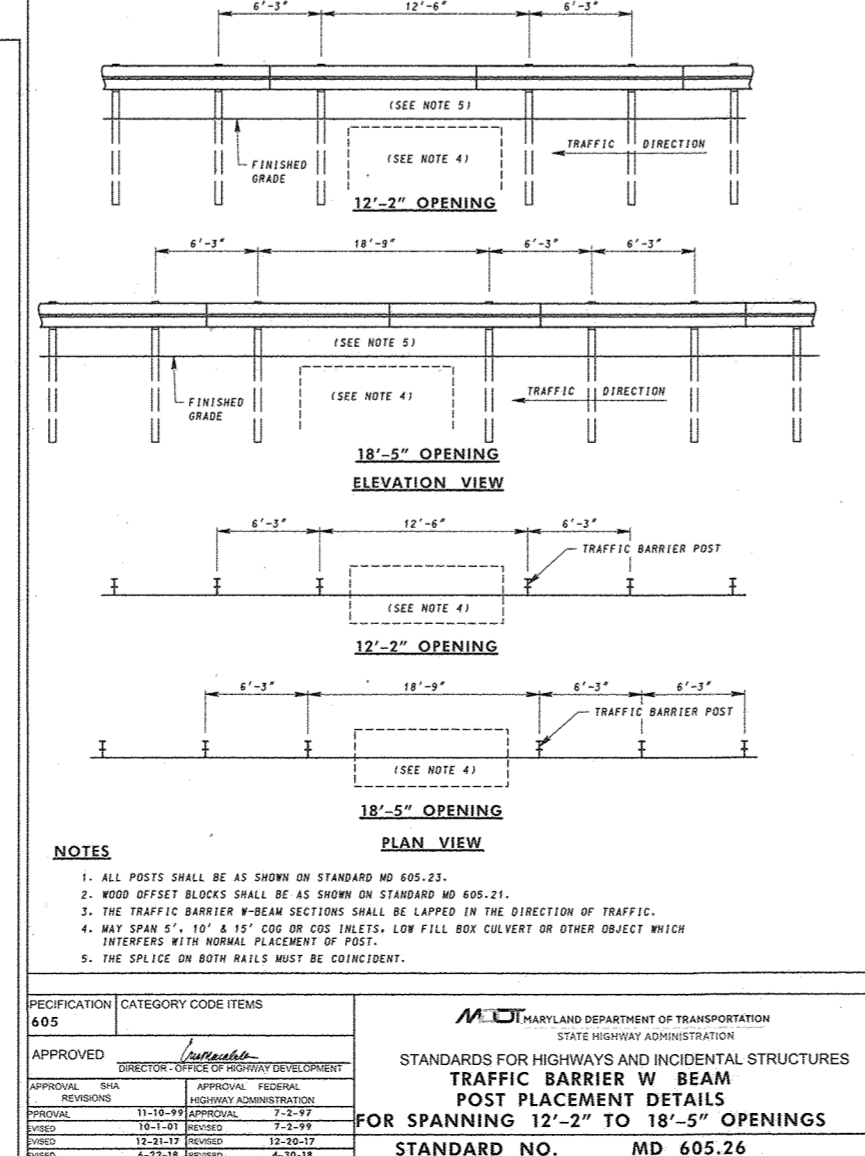 6'-3" 12'-6" 6'-3"
(SEE NOTE 5)
(SEE NOTE 4)
TRAFFIC DIRECTION
FINISHED
GRADE
12'-2" OPENING
6'-3" 18'-9" 6'-3" 6'-3"
(SEE NOTE 5)
(SEE NOTE 4)
TRAFFIC DIRECTION
FINISHED
GRADE
18'-5" OPENING
ELEVATION VIEW
6'-3" 12'-6" 6'-3"
TRAFFIC BARRIER POST
(SEE NOTE 4)
12'-2" OPENING
6'-3" 18'-9" 6'-3" 6'-3"
TRAFFIC BARRIER POST
(SEE NOTE 4)
18'-5" OPENING
PLAN VIEW
NOTES
1. ALL POSTS SHALL BE AS SHOWN ON STANDARD MD 605.23.
2. WOOD OFFSET BLOCKS SHALL BE AS SHOWN ON STANDARD MD 605.21.
3. THE TRAFFIC BARRIER W-BEAM SECTIONS SHALL BE LAPPED IN THE DIRECTION OF TRAFFIC.
4. MAY SPAN 5', 10' & 15' COG OR COS INLETS, LOW FILL BOX CULVERT OR OTHER OBJECT WHICH
INTERFERS WITH NORMAL PLACEMENT OF POST.
5. THE SPLICE ON BOTH RAILS MUST BE COINCIDENT.
PECIFICATION CATEGORY CODE ITEMS
605
APPROVED
DIRECTOR - OFFICE OF HIGHWAY DEVELOPMENT
APPROVAL SHA APPROVAL FEDERAL
REVISIONS HIGHWAY ADMINISTRATION
PPROVAL 11-10-99 APPROVAL 7-2-97
EVISED 10-1-01 REVISED 7-2-99
EVISED 12-21-17 REVISED 12-20-17
EVISED 6-22-18 REVISED 4-30-18
MDOT MARYLAND DEPARTMENT OF TRANSPORTATION
STATE HIGHWAY ADMINISTRATION
STANDARDS FOR HIGHWAYS AND INCIDENTAL STRUCTURES
TRAFFIC BARRIER W BEAM
POST PLACEMENT DETAILS
FOR SPANNING 12'-2" TO 18'-5" OPENINGS
STANDARD NO. MD 605.26